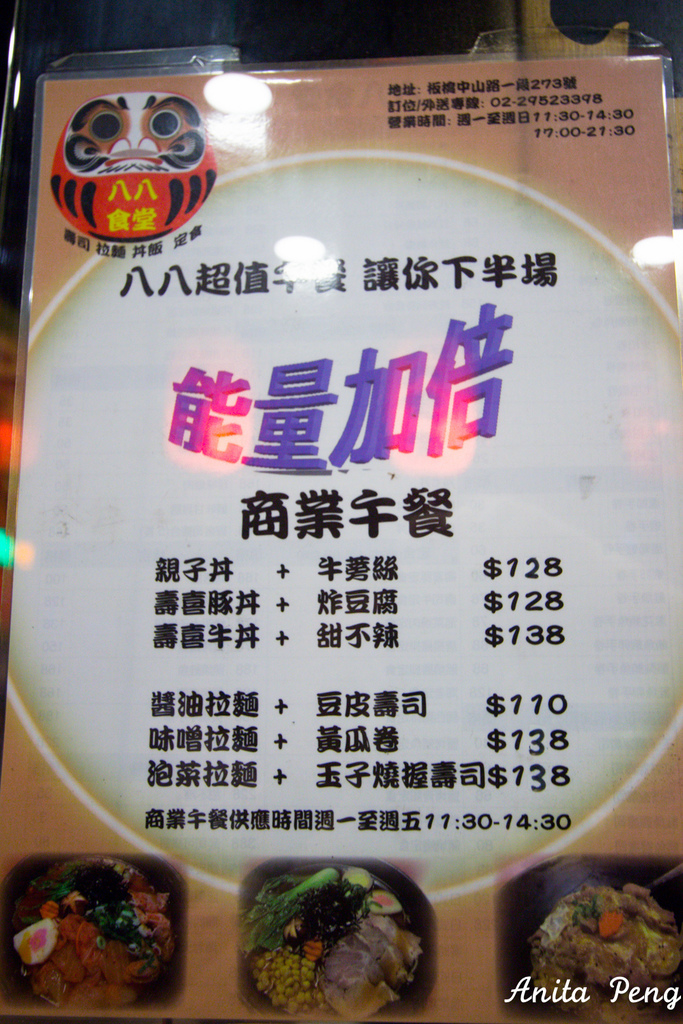 地址: 板橋中山路一段273號
訂位/外送專線: 02-29523398
營業時間: 週一至週日11:30-14:30
17:00-21:30
八八
食堂
壽司 拉麵 丼飯 定食
八八超值午餐 讓你下半場
能量加倍
商業午餐
親子丼 + 牛蒡絲 $128
壽喜豚丼 + 炸豆腐 $128
壽喜牛丼 + 甜不辣 $138
醬油拉麵 + 豆皮壽司 $110
味噌拉麵 + 黃瓜卷 $138
泡菜拉麵 + 玉子燒握壽司$138
商業午餐供應時間週一至週五11:30-14:30
Anita Peng